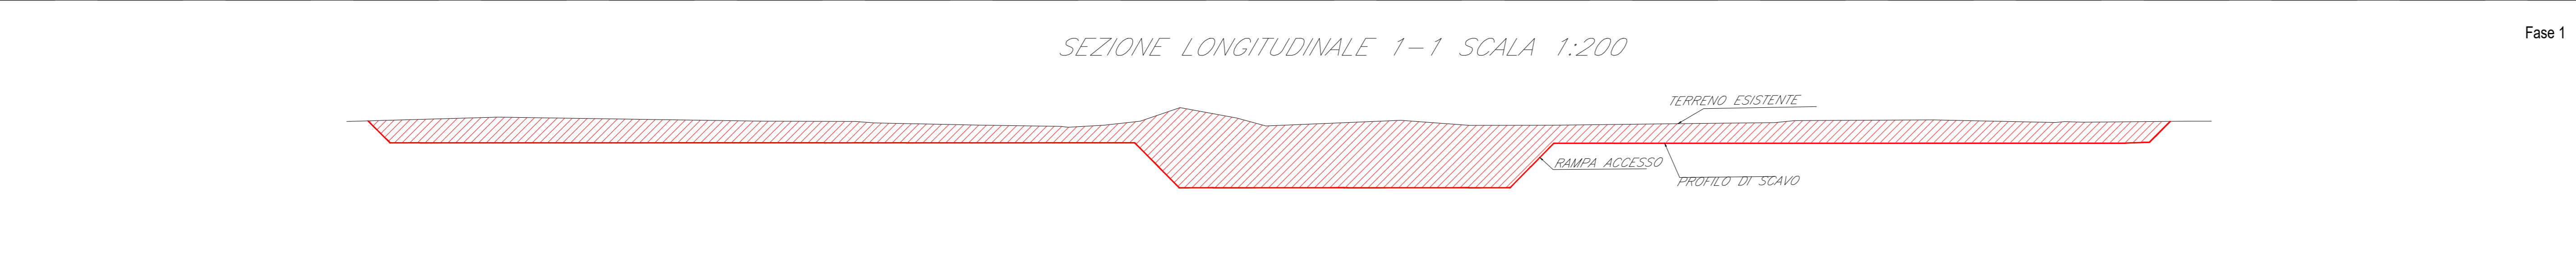 Fase 1
SEZIONE LONGITUDINALE 1-1 SCALA 1:200
TERRENO ESISTENTE
RAMPA ACCESSO
PROFILO DI SCAVO